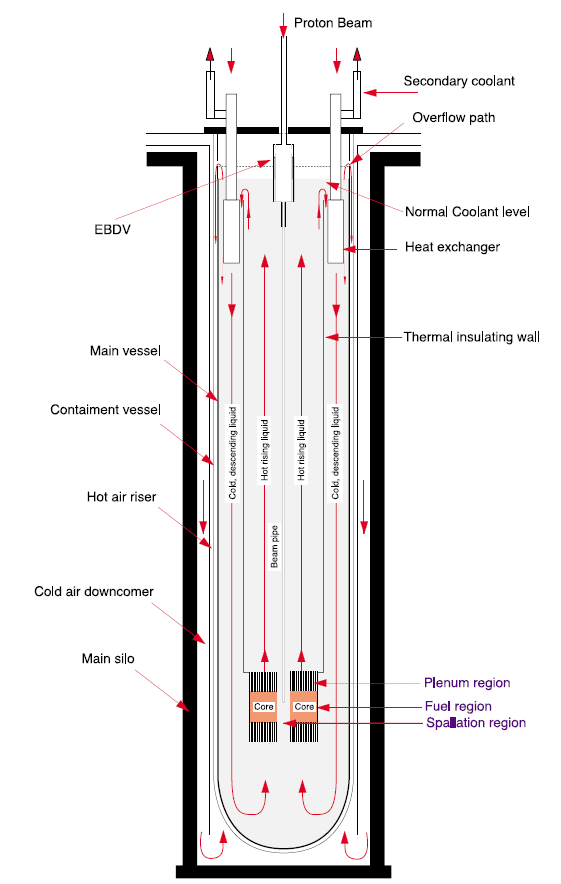 Proton Beam
Secondary coolant
Overflow path
EBDV
Normal Coolant level
Heat exchanger
Thermal insulating wall
Main vessel
Contaiment vessel
Cold, descending liquid
Hot rising liquid
Hot rising liquid
Cold, descending liquid
Hot air riser
Beam pipe
Cold air downcomer
Main silo
Plenum region
Core
Core
Fuel region
Spallation region